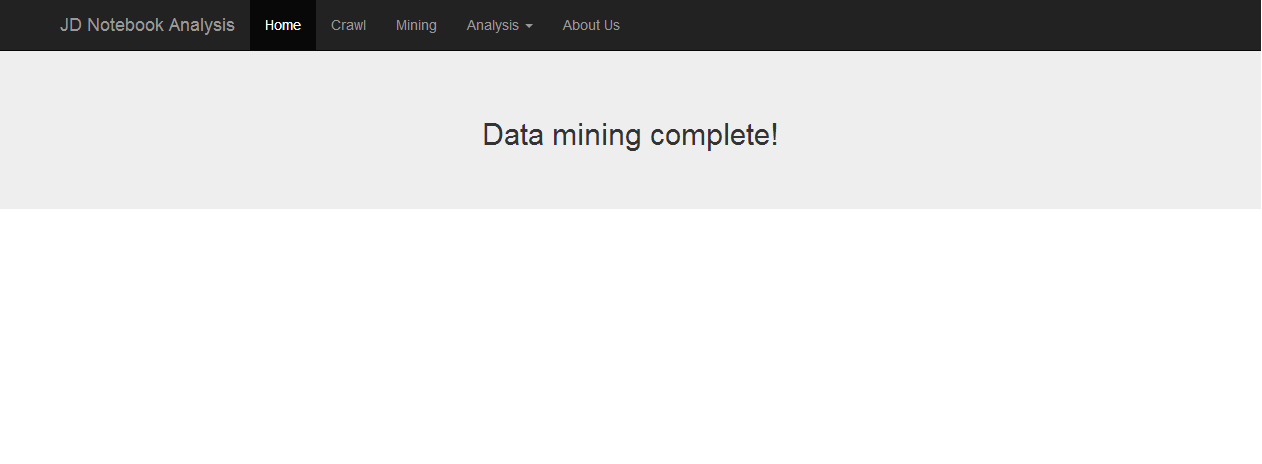 JD Notebook Analysis Home Crawl Mining Analysis About Us
Data mining complete!